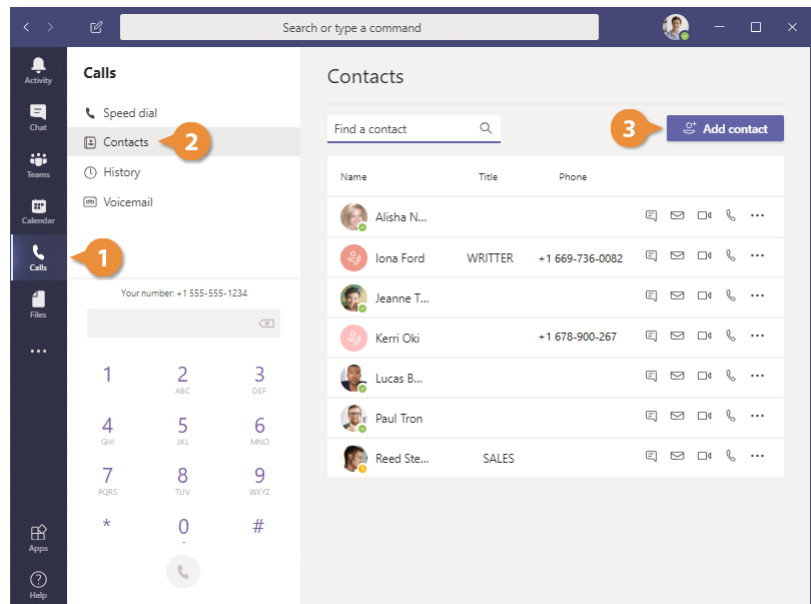 Search or type a command
Activity
Chat
Teams
Calendar
Calls
Files
Apps
Help
Calls
Speed dial
Contacts
2
History
Voicemail
1
Your number: +1 555-555-1234
1 2 3
ABC DEF
4 5 6
GHI JKL MNO
7 8 9
PQRS TUV WXYZ
* 0 #
+
Contacts
Find a contact
3
Add contact
Name Title Phone
Alisha N...
Iona Ford WRITTER +1 669-736-0082
Jeanne T...
Kerri Oki +1 678-900-267
Lucas B...
Paul Tron
Reed Ste... SALES